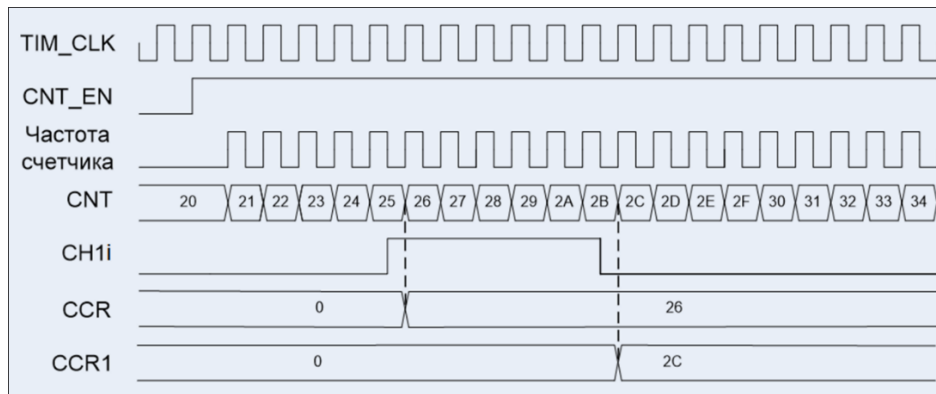 TIM_CLK
CNT_EN
Частота
счетчика
CNT 20 21 22 23 24 25 26 27 28 29 2A 2B 2C 2D 2E 2F 30 31 32 33 34
CH1i
CCR 0 26
CCR1 0 2C